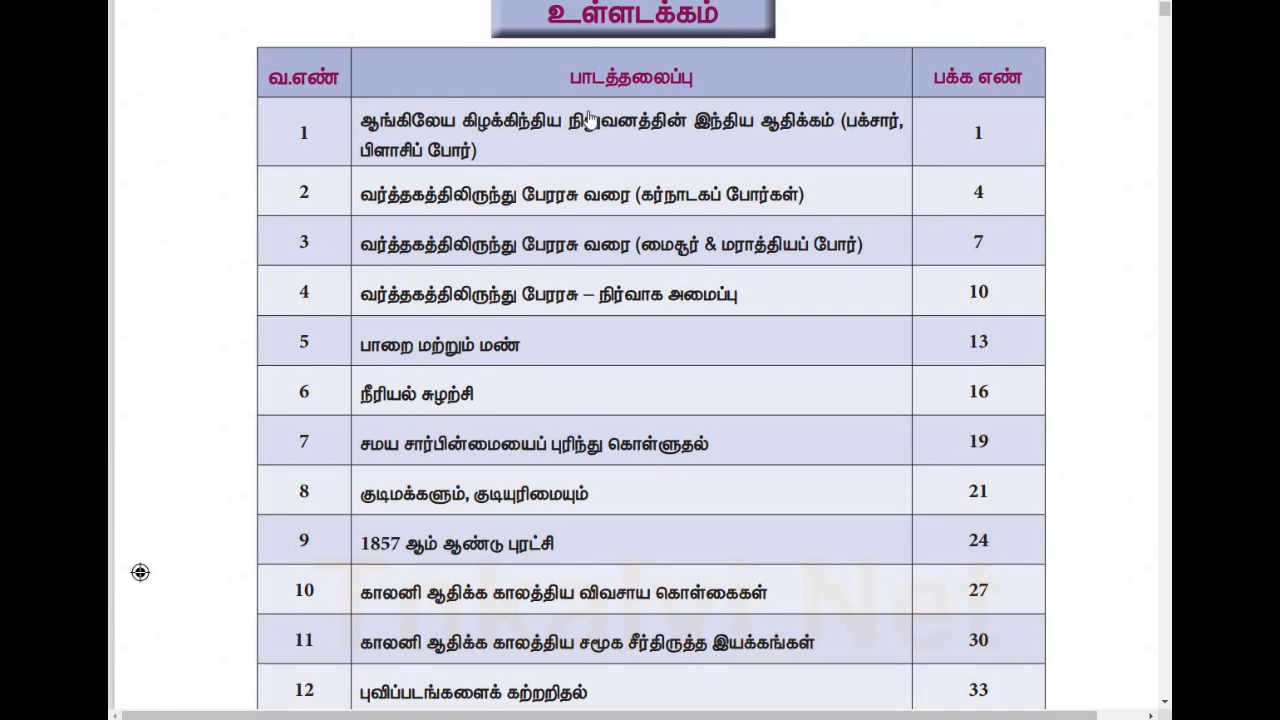 உள்ளடக்கம்
வ.எண் பாடத்தலைப்பு பக்க எண்
1 ஆங்கிலேய கிழக்கிந்திய நிறுவனத்தின் இந்திய ஆதிக்கம் (பக்சார், 1
பிளாசிப் போர்)
2 வர்த்தகத்திலிருந்து பேரரசு வரை (கர்நாடகப் போர்கள்) 4
3 வர்த்தகத்திலிருந்து பேரரசு வரை (மைசூர் & மராத்தியப் போர்) 7
4 வர்த்தகத்திலிருந்து பேரரசு – நிர்வாக அமைப்பு 10
5 பாறை மற்றும் மண் 13
6 நீரியல் சுழற்சி 16
7 சமய சார்பின்மையைப் புரிந்து கொள்ளுதல் 19
8 குடிமக்களும், குடியுரிமையும் 21
9 1857 ஆம் ஆண்டு புரட்சி 24
10 காலனி ஆதிக்க காலத்திய விவசாய கொள்கைகள் 27
11 காலனி ஆதிக்க காலத்திய சமூக சீர்திருத்த இயக்கங்கள் 30
12 புவிப்படங்களைக் கற்றறிதல் 33
Tnkalvi Net